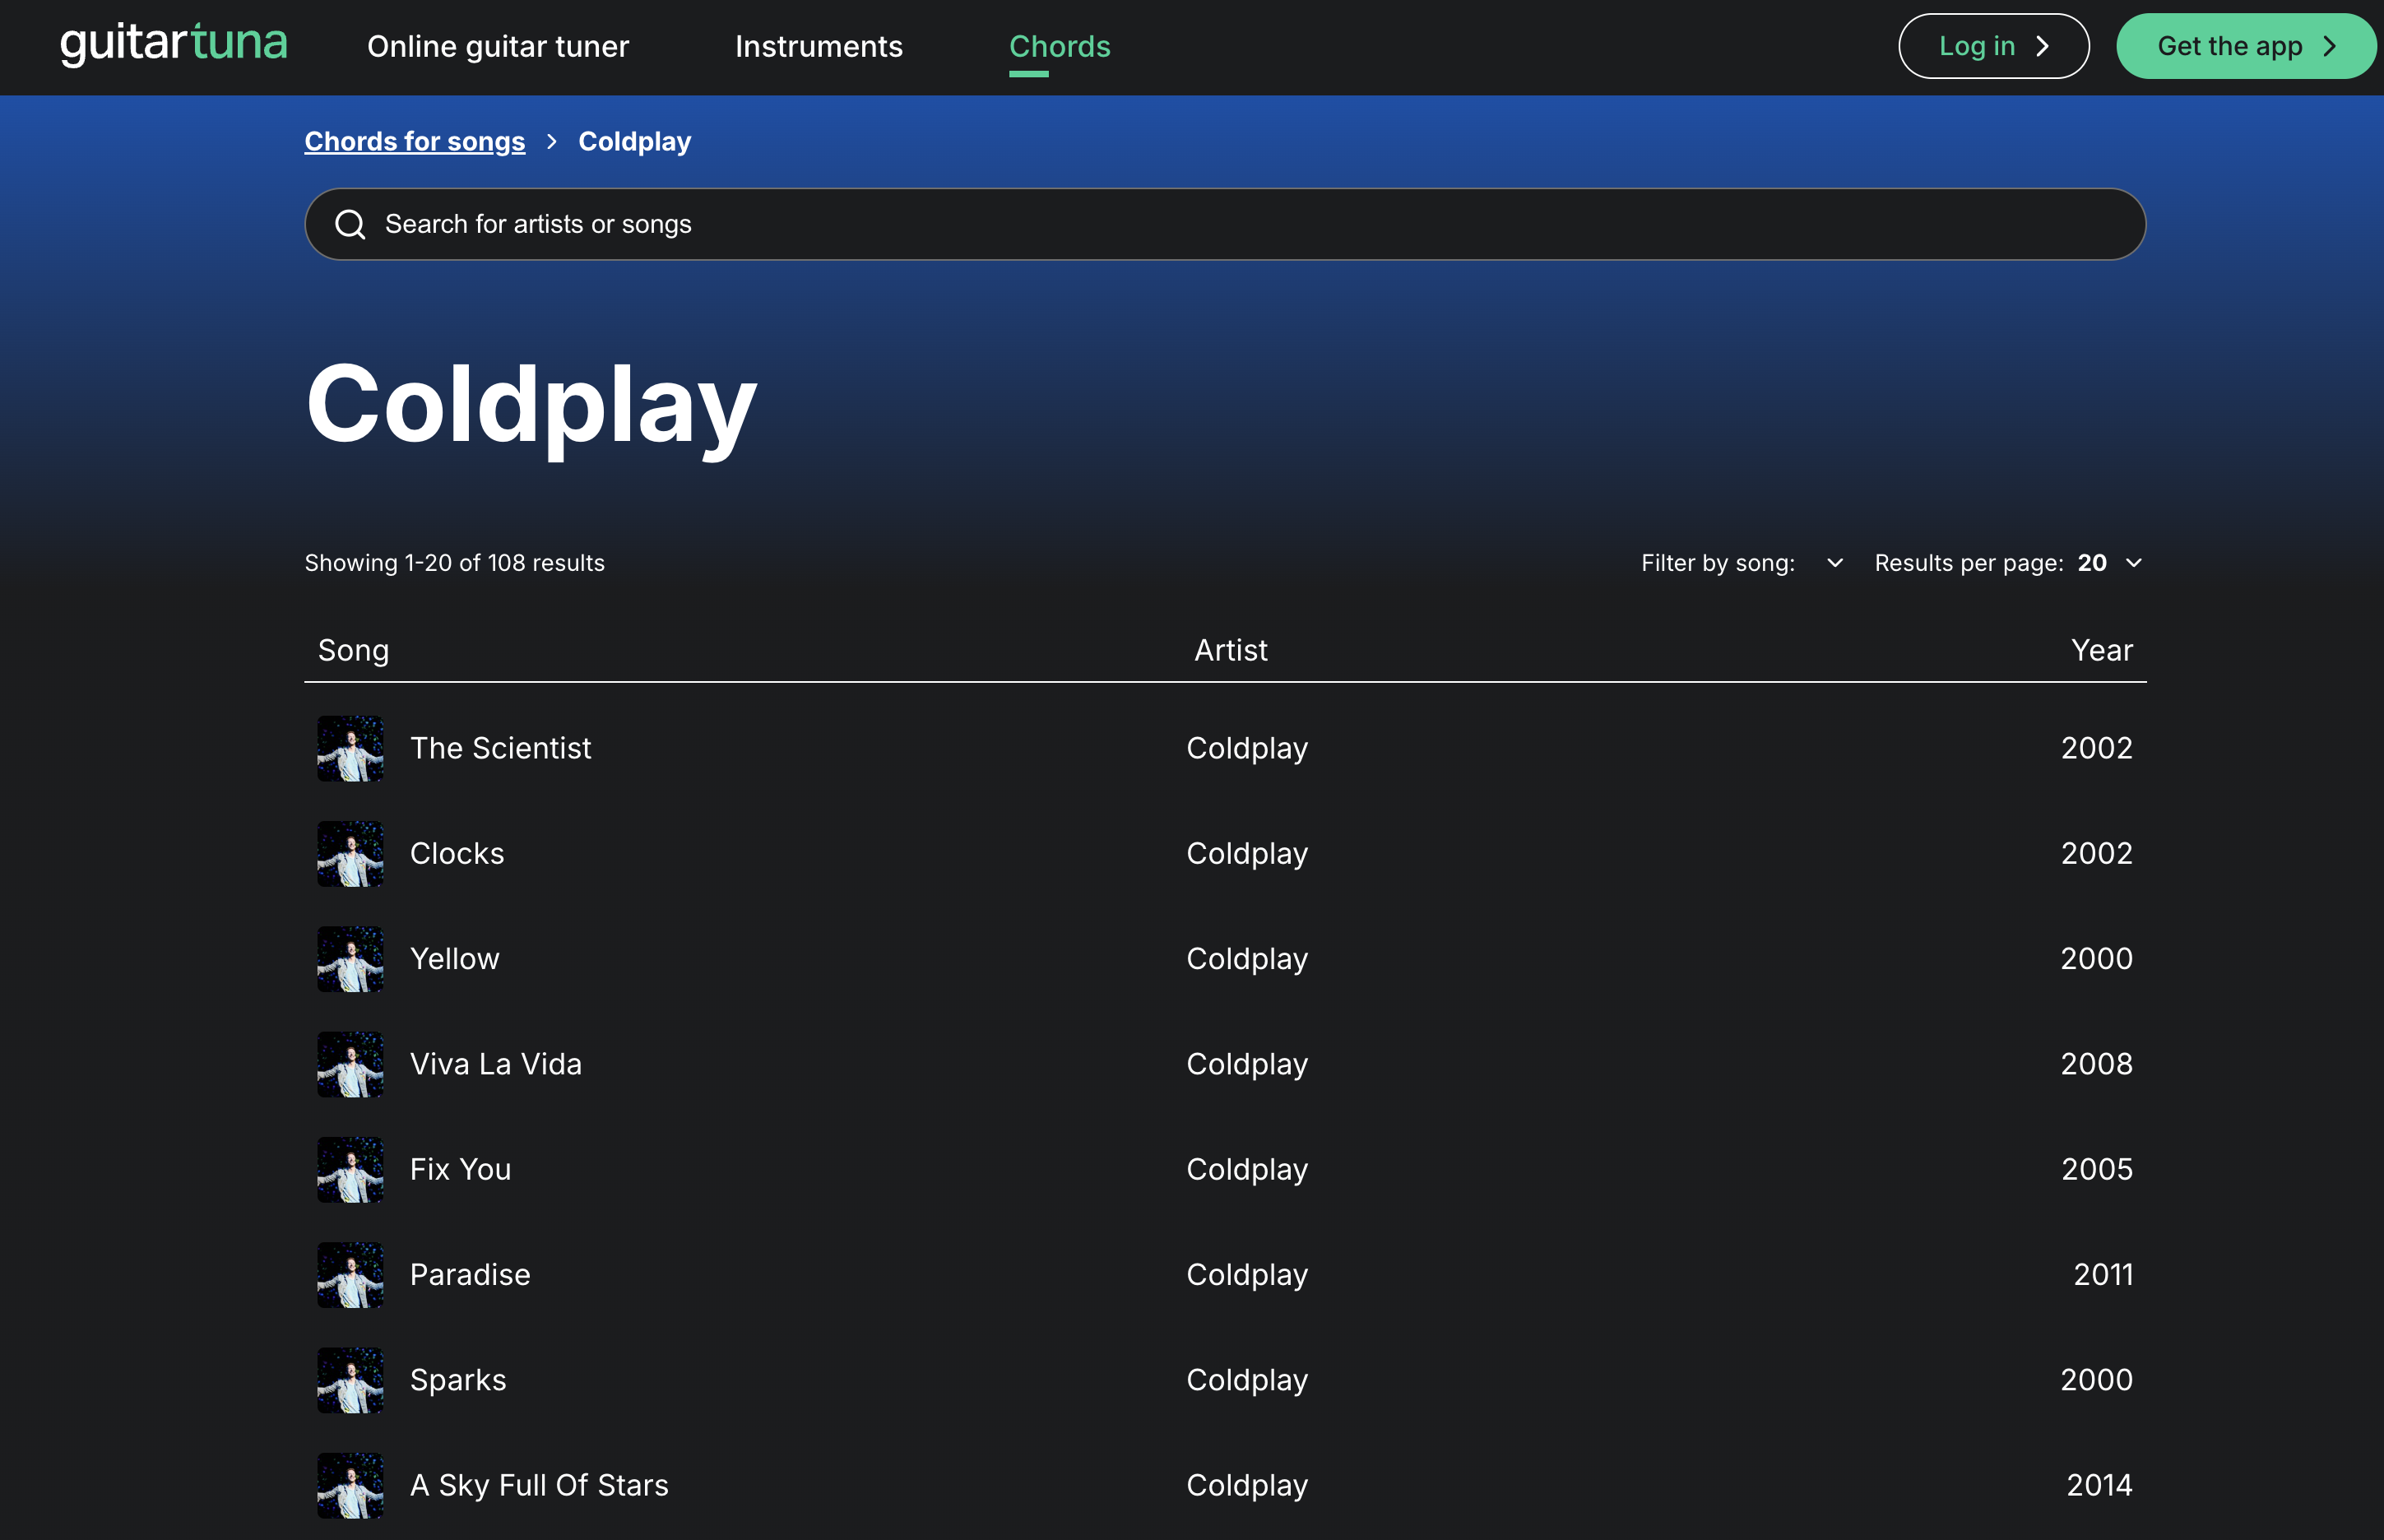 guitartuna Online guitar tuner Instruments Chords Log in Get the app
Chords for songs > Coldplay
Search for artists or songs
Coldplay
Showing 1-20 of 108 results Filter by song: Results per page: 20
Song Artist Year
The Scientist Coldplay 2002
Clocks Coldplay 2002
Yellow Coldplay 2000
Viva La Vida Coldplay 2008
Fix You Coldplay 2005
Paradise Coldplay 2011
Sparks Coldplay 2000
A Sky Full Of Stars Coldplay 2014